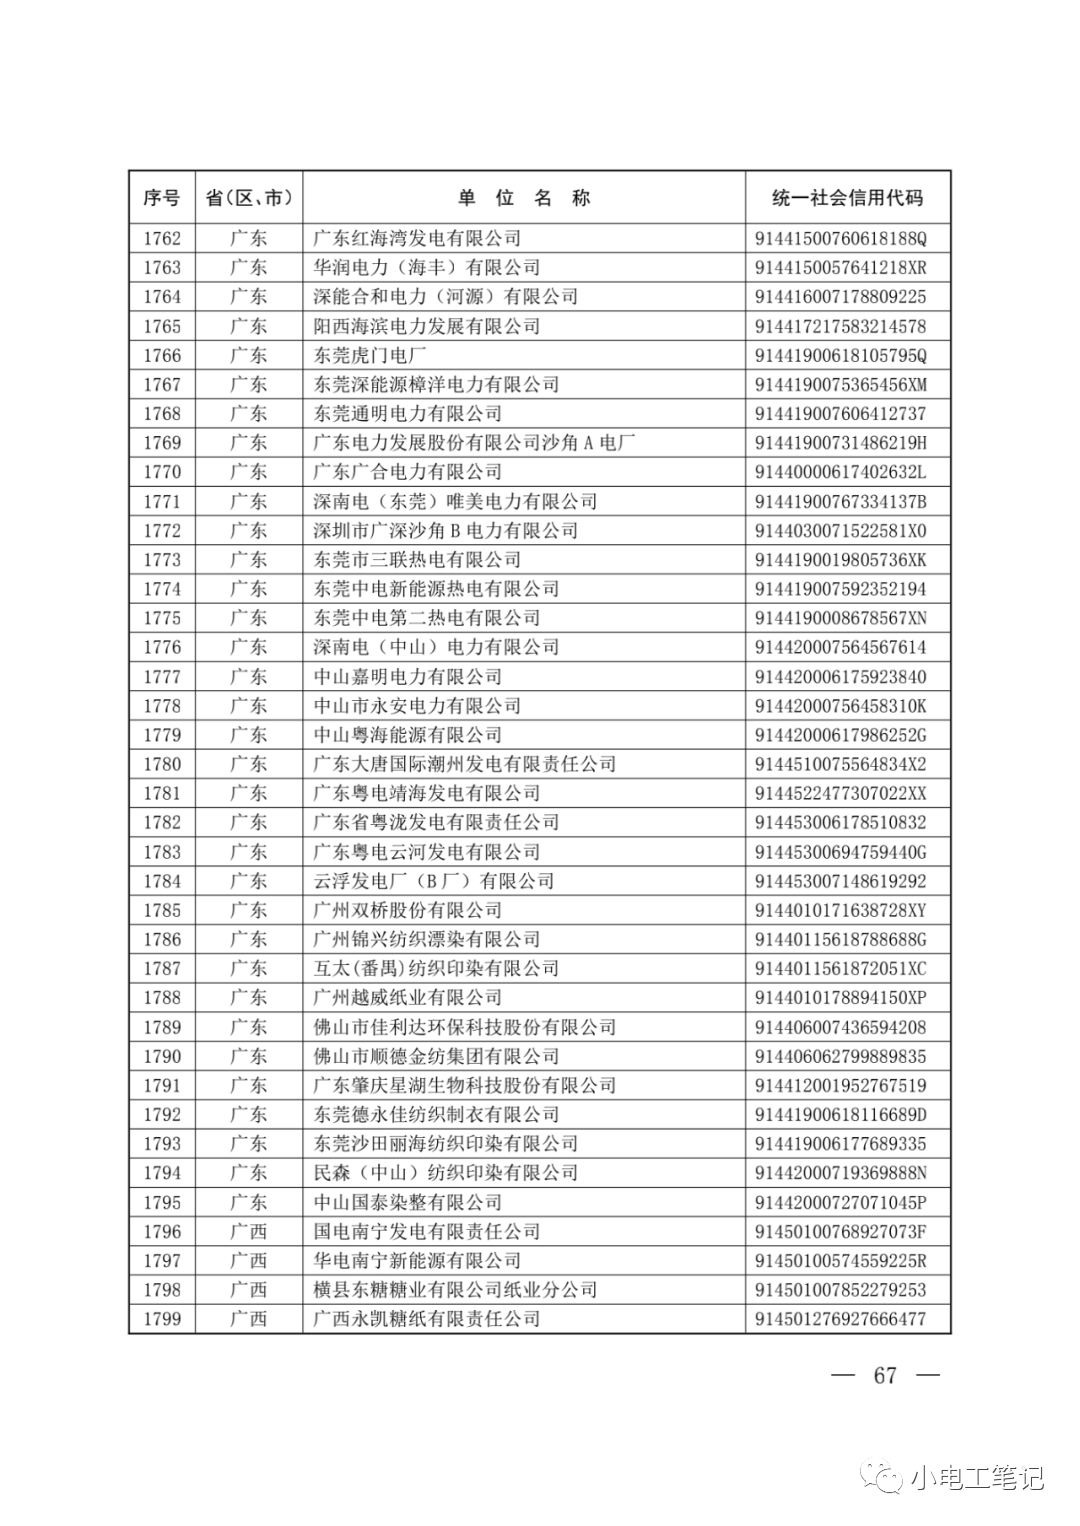 序号 省(区、市) 单位名称 统一社会信用代码
1762 广东 广东红海湾发电有限公司 91441500760618188Q
1763 广东 华润电力（海丰）有限公司 9144150057641218XR
1764 广东 深能合和电力（河源）有限公司 914416007178809225
1765 广东 阳西海滨电力发展有限公司 914417217583214578
1766 广东 东莞虎门电厂 91441900618105795Q
1767 广东 东莞深能源樟洋电力有限公司 9144190075365456XM
1768 广东 东莞通明电力有限公司 914419007606412737
1769 广东 广东电力发展股份有限公司沙角A电厂 91441900731486219H
1770 广东 广东广合电力有限公司 91440000617402632L
1771 广东 深南电（东莞）唯美电力有限公司 91441900767334137B
1772 广东 深圳市广深沙角B电力有限公司 9144030071522581X0
1773 广东 东莞市三联热电有限公司 9144190019805736XK
1774 广东 东莞中电新能源热电有限公司 914419007592352194
1775 广东 东莞中电第二热电有限公司 9144190008678567XN
1776 广东 深南电（中山）电力有限公司 914420007564567614
1777 广东 中山嘉明电力有限公司 914420006175923840
1778 广东 中山市永安电力有限公司 91442000756458310K
1779 广东 中山粤海能源有限公司 91442000617986252G
1780 广东 广东大唐国际潮州发电有限责任公司 9144510075564834X2
1781 广东 广东粤电靖海发电有限公司 9144522477307022XX
1782 广东 广东省粤泷发电有限责任公司 914453006178510832
1783 广东 广东粤电云河发电有限公司 91445300694759440G
1784 广东 云浮发电厂（B厂）有限公司 914453007148619292
1785 广东 广州双桥股份有限公司 9144010171638728XY
1786 广东 广州锦兴纺织漂染有限公司 91440115618788688G
1787 广东 互太(番禺)纺织印染有限公司 9144011561872051XC
1788 广东 广州越威纸业有限公司 9144010178894150XP
1789 广东 佛山市佳利达环保科技股份有限公司 914406007436594208
1790 广东 佛山市顺德金纺集团有限公司 914406062799889835
1791 广东 广东肇庆星湖生物科技股份有限公司 914412001952767519
1792 广东 东莞德永佳纺织制衣有限公司 91441900618116689D
1793 广东 东莞沙田丽海纺织印染有限公司 914419006177689335
1794 广东 民森（中山）纺织印染有限公司 91442000719369888N
1795 广东 中山国泰染整有限公司 91442000727071045P
1796 广西 国电南宁发电有限责任公司 91450100768927073F
1797 广西 华电南宁新能源有限公司 91450100574559225R
1798 广西 横县东糖糖业有限公司纸业分公司 914501007852279253
1799 广西 广西永凯糖纸有限责任公司 914501276927666477
— 67 —
小电工笔记